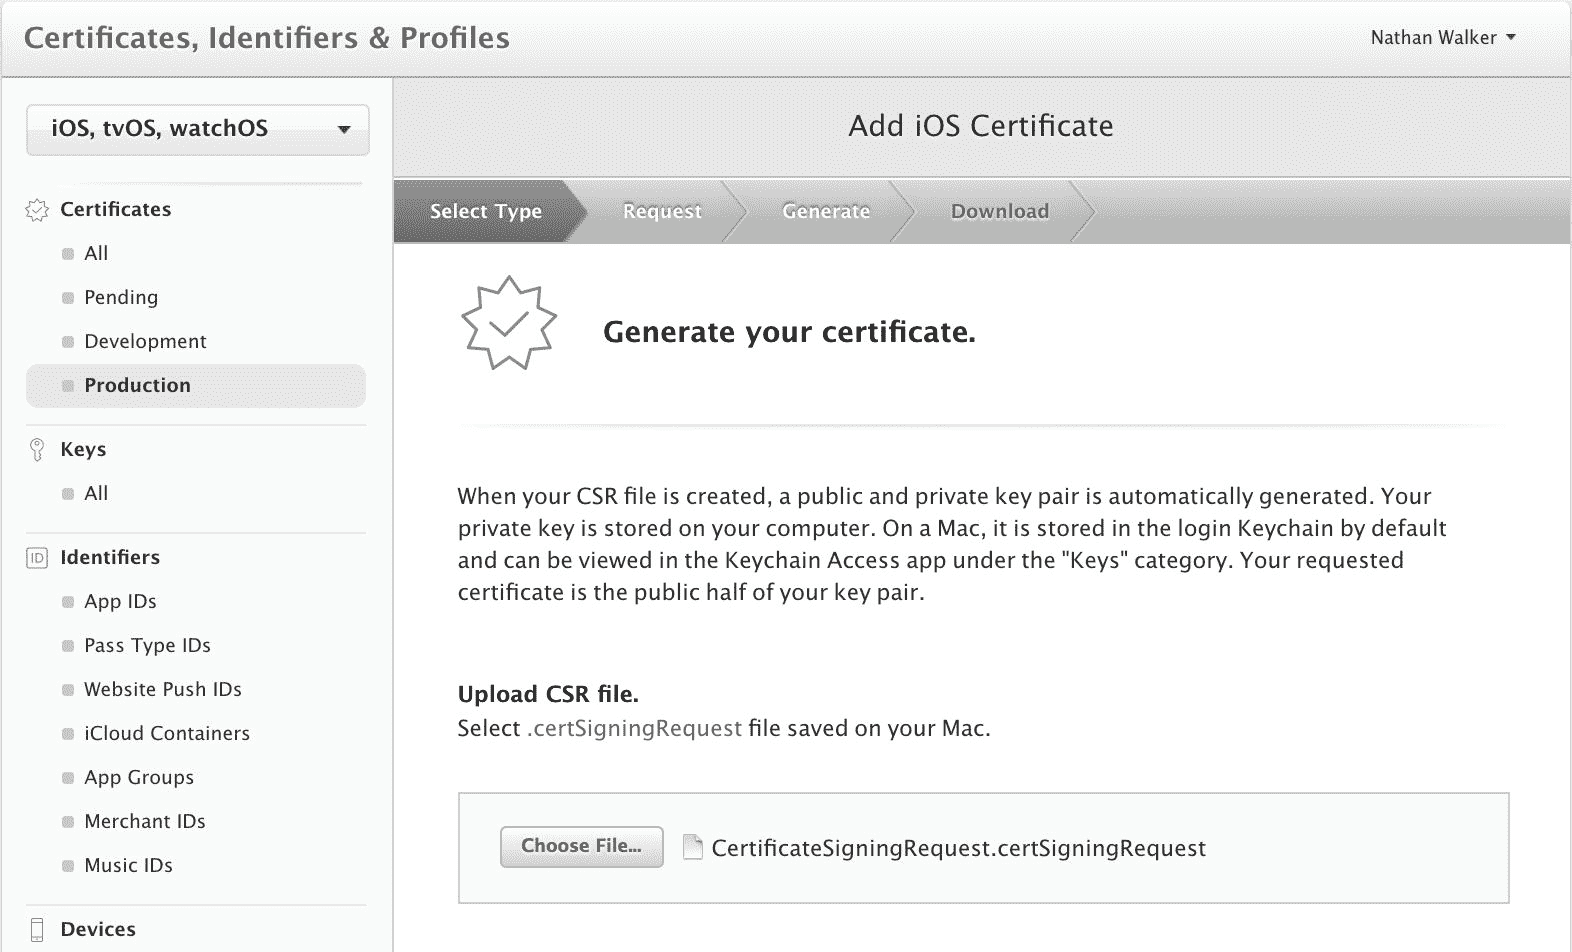 Certificates, Identifiers & Profiles
Nathan Walker
iOS, tvOS, watchOS
Certificates
All
Pending
Development
Production
Keys
All
ID
Identifiers
App IDs
Pass Type IDs
Website Push IDs
iCloud Containers
App Groups
Merchant IDs
Music IDs
Devices
Add iOS Certificate
Select Type
Request
Generate
Download
Generate your certificate.
When your CSR file is created, a public and private key pair is automatically generated. Your
private key is stored on your computer. On a Mac, it is stored in the login Keychain by default
and can be viewed in the Keychain Access app under the "Keys" category. Your requested
certificate is the public half of your key pair.
Upload CSR file.
Select .certSigningRequest file saved on your Mac.
Choose File...
CertificateSigningRequest.certSigningRequest